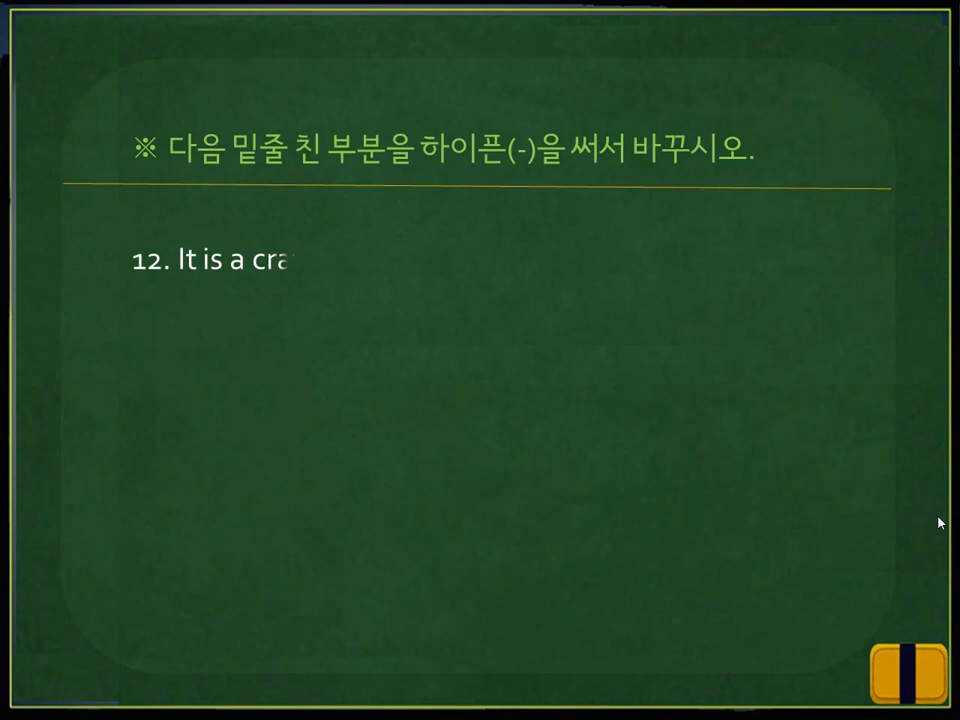 ※ 다음 밑줄 친 부분을 하이픈(-)을 써서 바꾸시오.
12. It is a